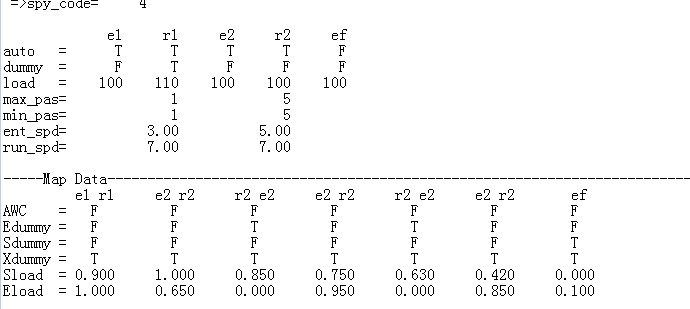 =>spy_code=    4
             e1    r1    e2    r2    ef
auto   =     T     T     T     T     F
dummy  =     F     T     F     F     F
load   =    100   110   100   100   100
max_pas=            1           5
min_pas=            1           5
ent_spd=          3.00        5.00
run_spd=          7.00        7.00
-----Map Data------------------------------------------------------------------------
         e1 r1   e2 r2   r2 e2   e2 r2   r2 e2   e2 r2    ef
AWC    =   F       F       F       F       F       F       F
Edummy =   F       F       T       F       T       F       F
Sdummy =   F       F       F       F       F       F       T
Xdummy =   T       T       T       T       T       T       T
Sload  = 0.900   1.000   0.850   0.750   0.630   0.420   0.000
Eload  = 1.000   0.650   0.000   0.950   0.000   0.850   0.100